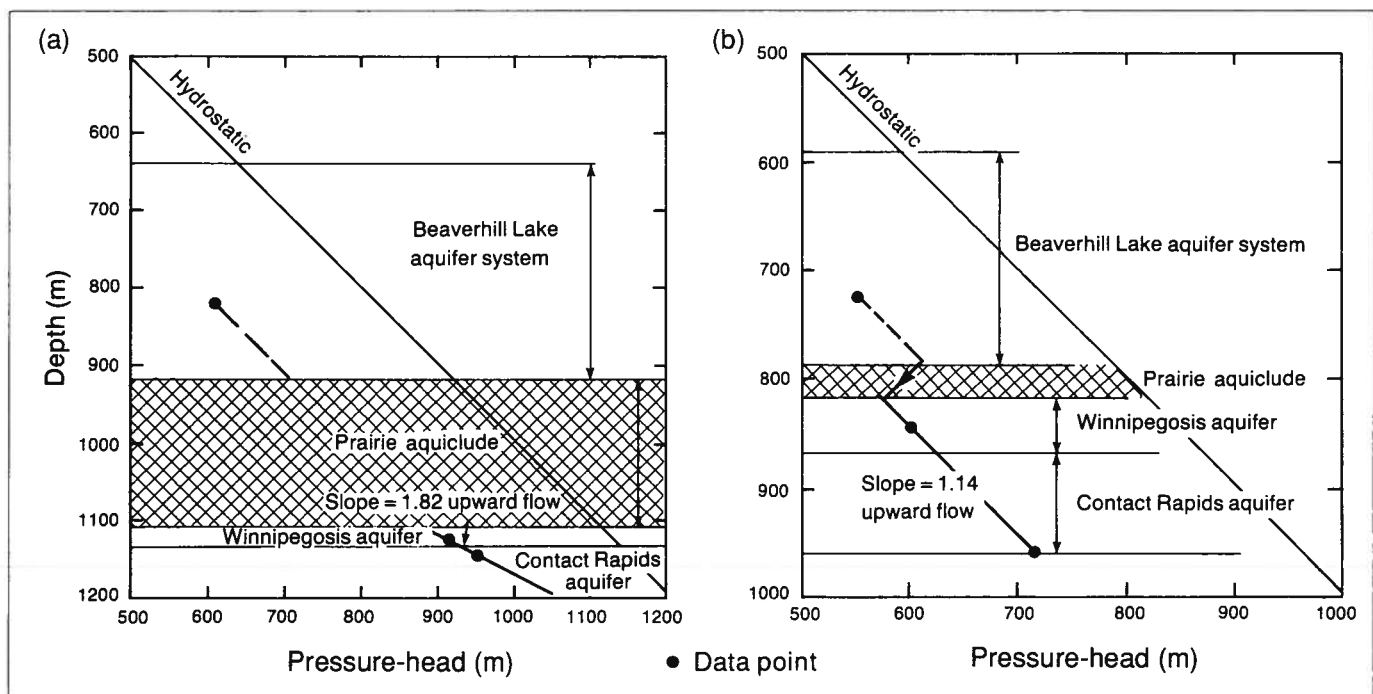 (a)
500
600
700
800
900
1000
1100
1200
Depth (m)
Hydrostatic
Beaverhill Lake
aquifer system
Prairie aquiclude
Slope = 1.82 upward flow
Winnipegosis aquifer
Contact Rapids
aquifer
500 600 700 800 900 1000 1100 1200
Pressure-head (m)
(b)
500
600
700
800
900
1000
Hydrostatic
Beaverhill Lake aquifer system
Prairie aquiclude
Winnipegosis aquifer
Slope = 1.14
upward flow
Contact Rapids aquifer
500 600 700 800 900 1000
Pressure-head (m)
● Data point